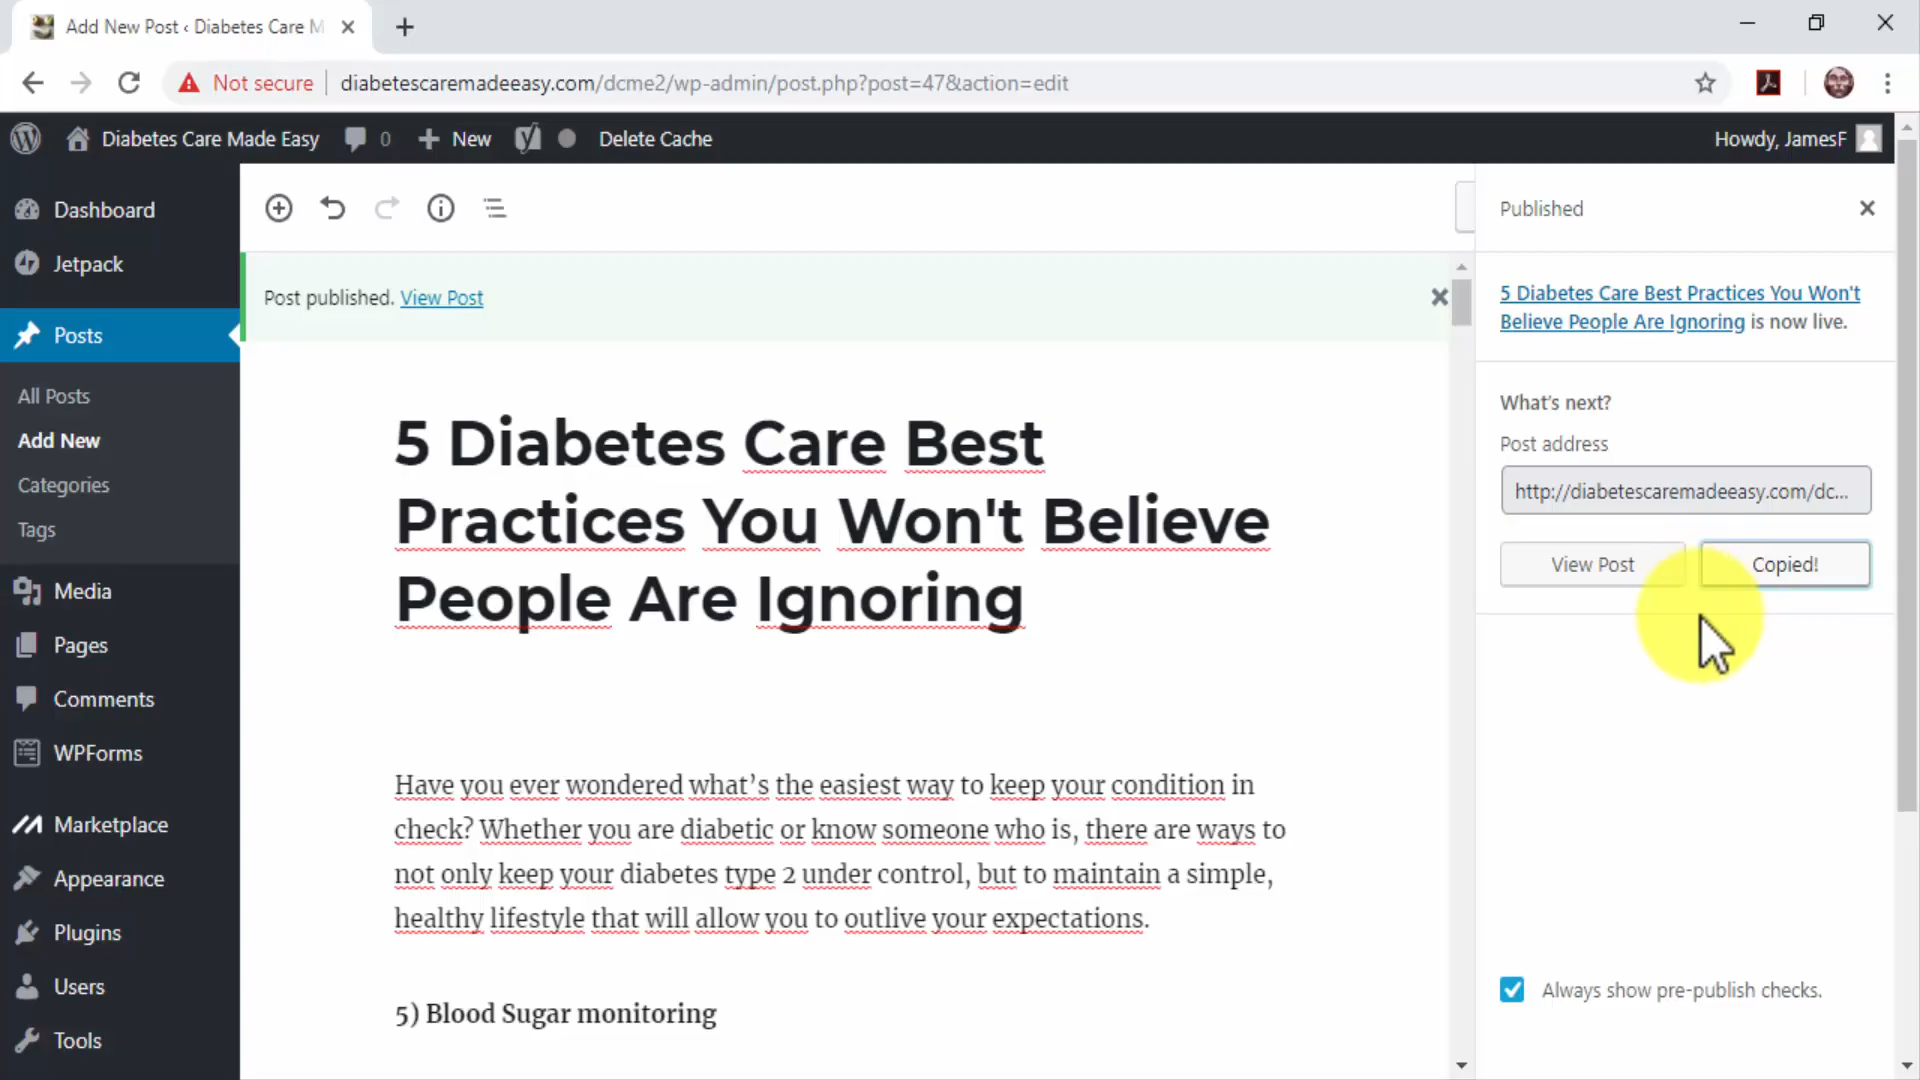 Add New Post ‹ Diabetes Care M
Not secure
diabetescaremadeeasy.com/dcme2/wp-admin/post.php?post=47&action=edit
Diabetes Care Made Easy
0
New
Delete Cache
Howdy, JamesF
Dashboard
Jetpack
Posts
All Posts
Add New
Categories
Tags
Media
Pages
Comments
WPForms
Marketplace
Appearance
Plugins
Users
Tools
Post published. View Post
5 Diabetes Care Best
Practices You Won't Believe
People Are Ignoring
Have you ever wondered what’s the easiest way to keep your condition in
check? Whether you are diabetic or know someone who is, there are ways to
not only keep your diabetes type 2 under control, but to maintain a simple,
healthy lifestyle that will allow you to outlive your expectations.
5) Blood Sugar monitoring
Published
5 Diabetes Care Best Practices You Won't
Believe People Are Ignoring is now live.
What’s next?
Post address
http://diabetescaremadeeasy.com/dc...
View Post
Copied!
Always show pre-publish checks.